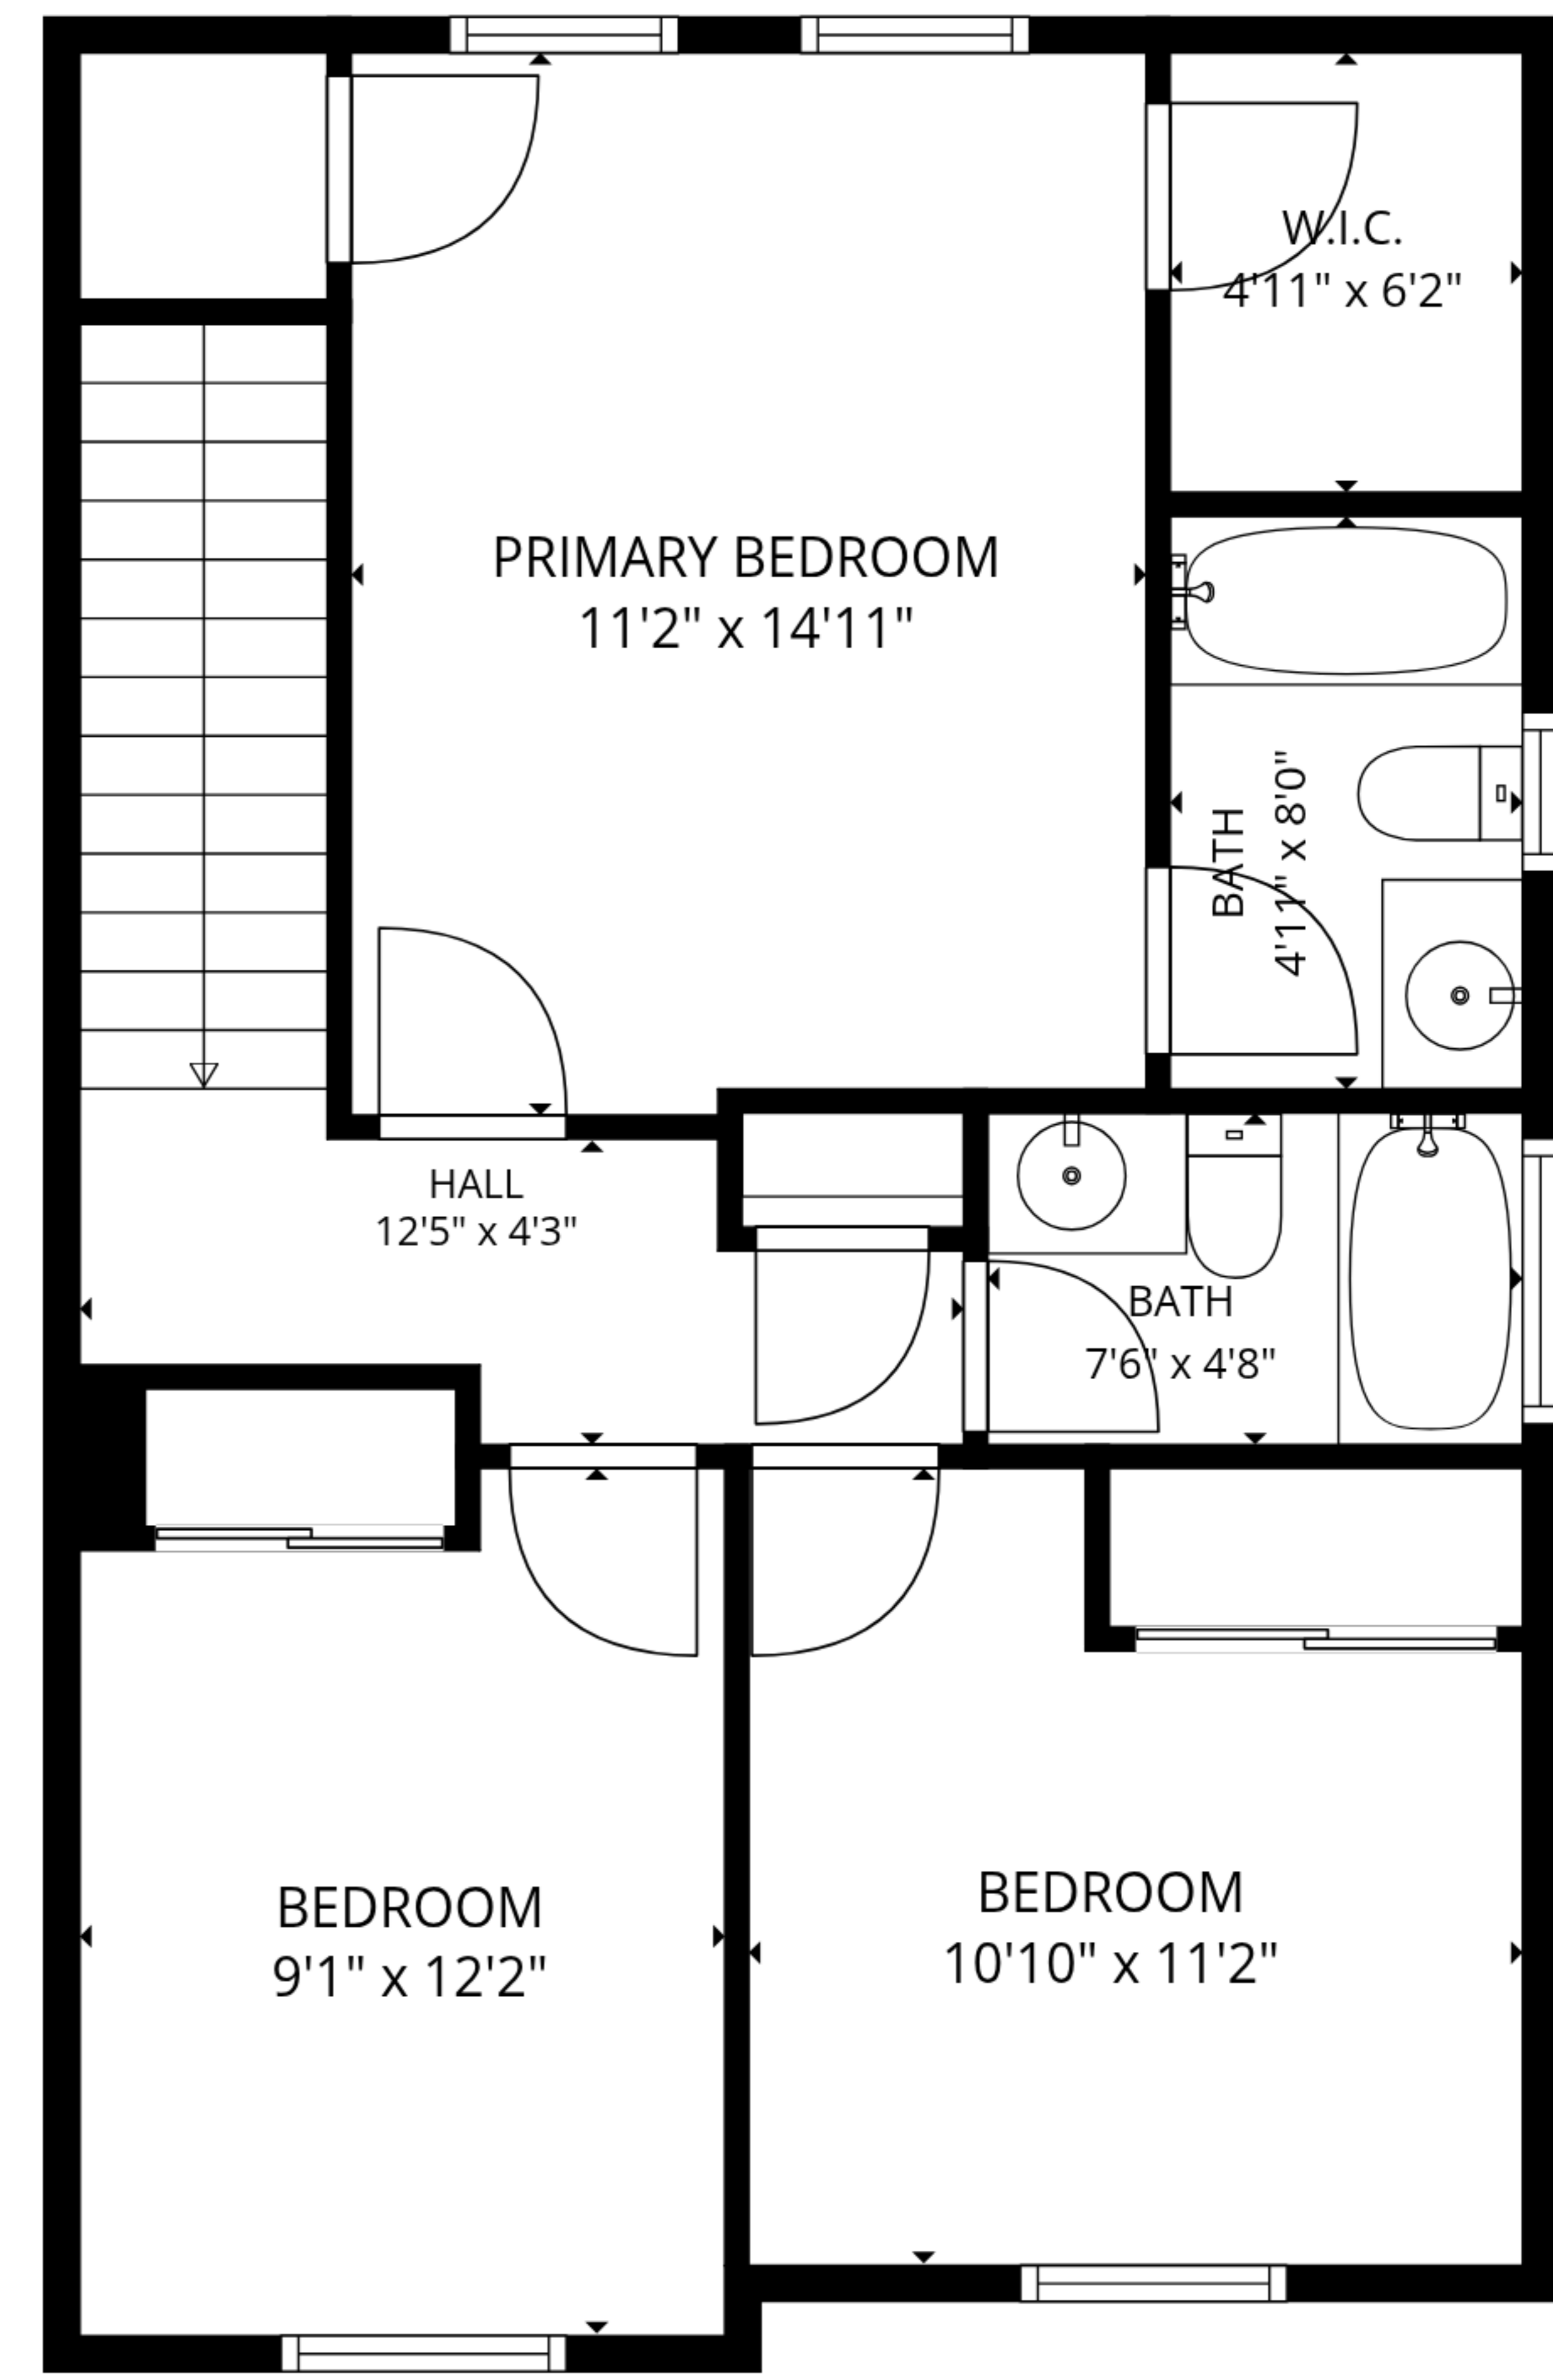 W.I.C.
4'11" x 6'2"
PRIMARY BEDROOM
11'2" x 14'11"
BATH
4'11" x 8'0"
HALL
12'5" x 4'3"
BATH
7'6" x 4'8"
BEDROOM
9'1" x 12'2"
BEDROOM
10'10" x 11'2"